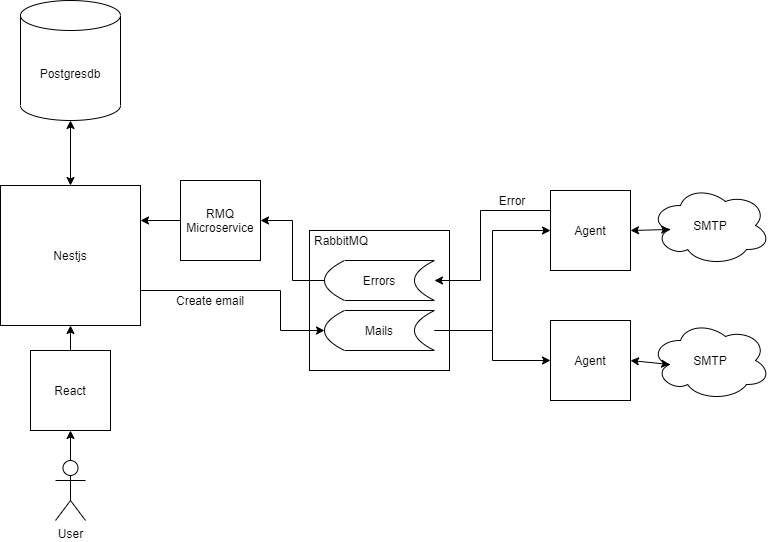 Postgresdb
RMQ
Microservice
Nestjs
Create email
React
User
RabbitMQ
Errors
Mails
Error
Agent
SMTP
Agent
SMTP